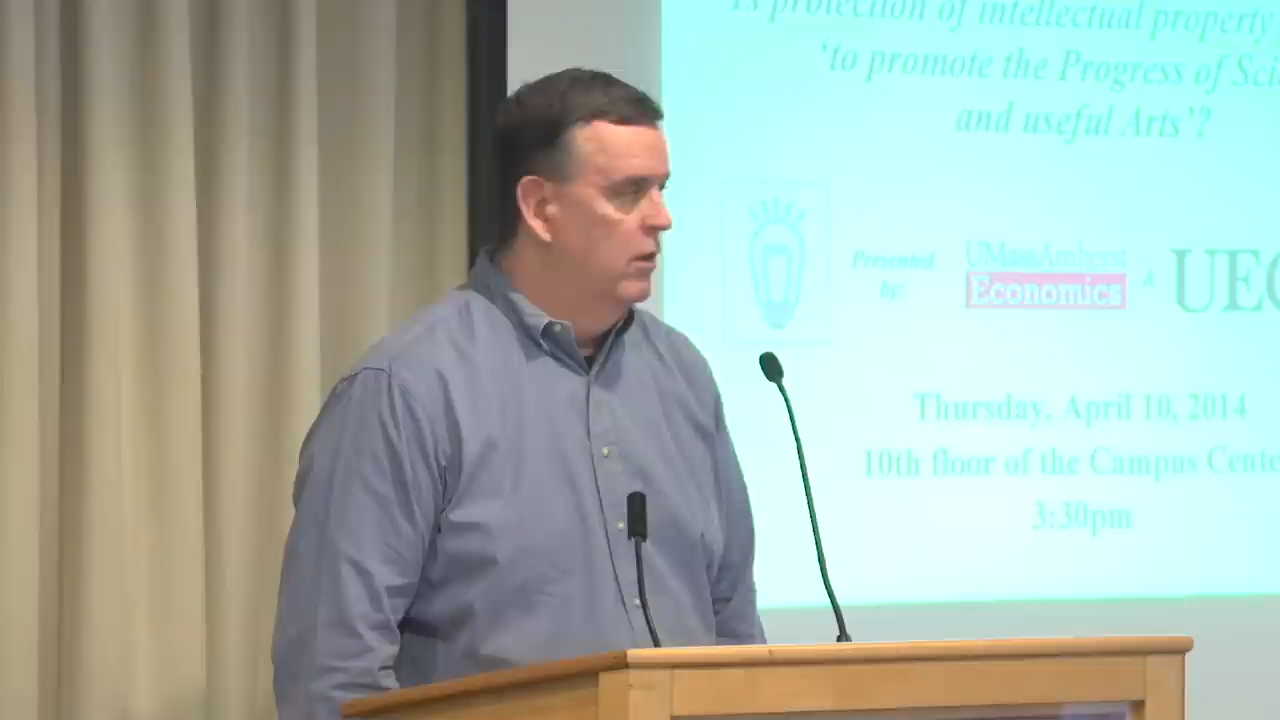 Is protection of intellectual property
‘to promote the Progress of Sci
and useful Arts’?
Presented
by:
UMassAmherst
Economics
&
UEC
Thursday, April 10, 2014
10th floor of the Campus Cente
3:30pm